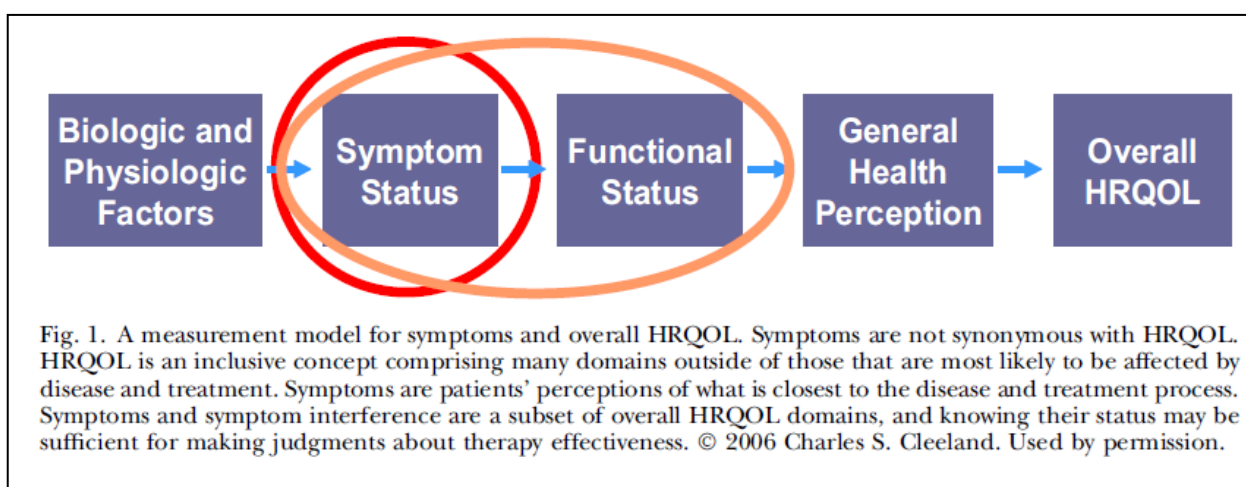 Biologic and
Physiologic
Factors
Symptom
Status
Functional
Status
General
Health
Perception
Overall
HRQOL
Fig. 1. A measurement model for symptoms and overall HRQOL. Symptoms are not synonymous with HRQOL.
HRQOL is an inclusive concept comprising many domains outside of those that are most likely to be affected by
disease and treatment. Symptoms are patients’ perceptions of what is closest to the disease and treatment process.
Symptoms and symptom interference are a subset of overall HRQOL domains, and knowing their status may be
sufficient for making judgments about therapy effectiveness. © 2006 Charles S. Cleeland. Used by permission.